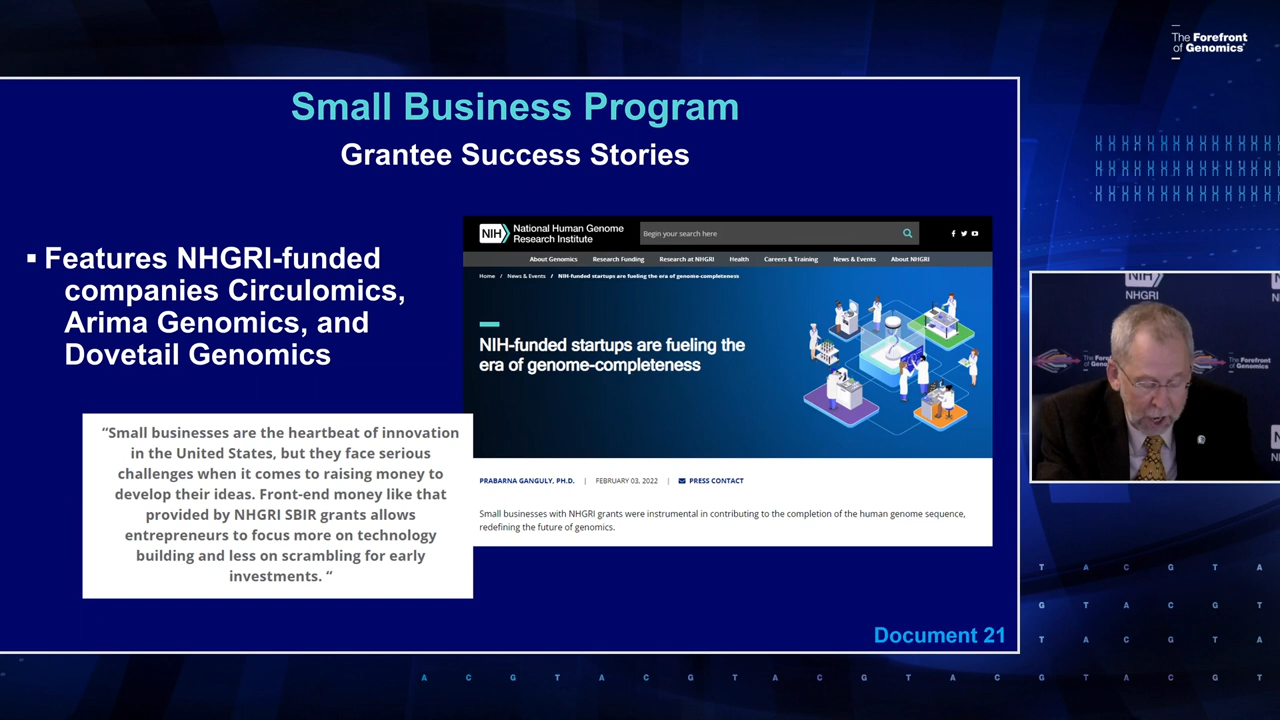 The Forefront
of Genomics®
Small Business Program
Grantee Success Stories
▪ Features NHGRI-funded
companies Circulomics,
Arima Genomics, and
Dovetail Genomics
“Small businesses are the heartbeat of innovation
in the United States, but they face serious
challenges when it comes to raising money to
develop their ideas. Front-end money like that
provided by NHGRI SBIR grants allows
entrepreneurs to focus more on technology
building and less on scrambling for early
investments. “
NIH
National Human Genome
Research Institute
Begin your search here
About Genomics Research Funding Research at NHGRI Health Careers & Training News & Events About NHGRI
Home / News & Events / NIH-funded startups are fueling the era of genome-completeness
NIH-funded startups are fueling the
era of genome-completeness
PRABARNA GANGULY, PH.D. | FEBRUARY 03, 2022 | PRESS CONTACT
Small businesses with NHGRI grants were instrumental in contributing to the completion of the human genome sequence,
redefining the future of genomics.
Document 21
NIH
NHGRI
The Forefront
of Genomics
T A C G T A
G T A C G T
T A C G T A
A C G T A C G T A C G T A C G T A C G T